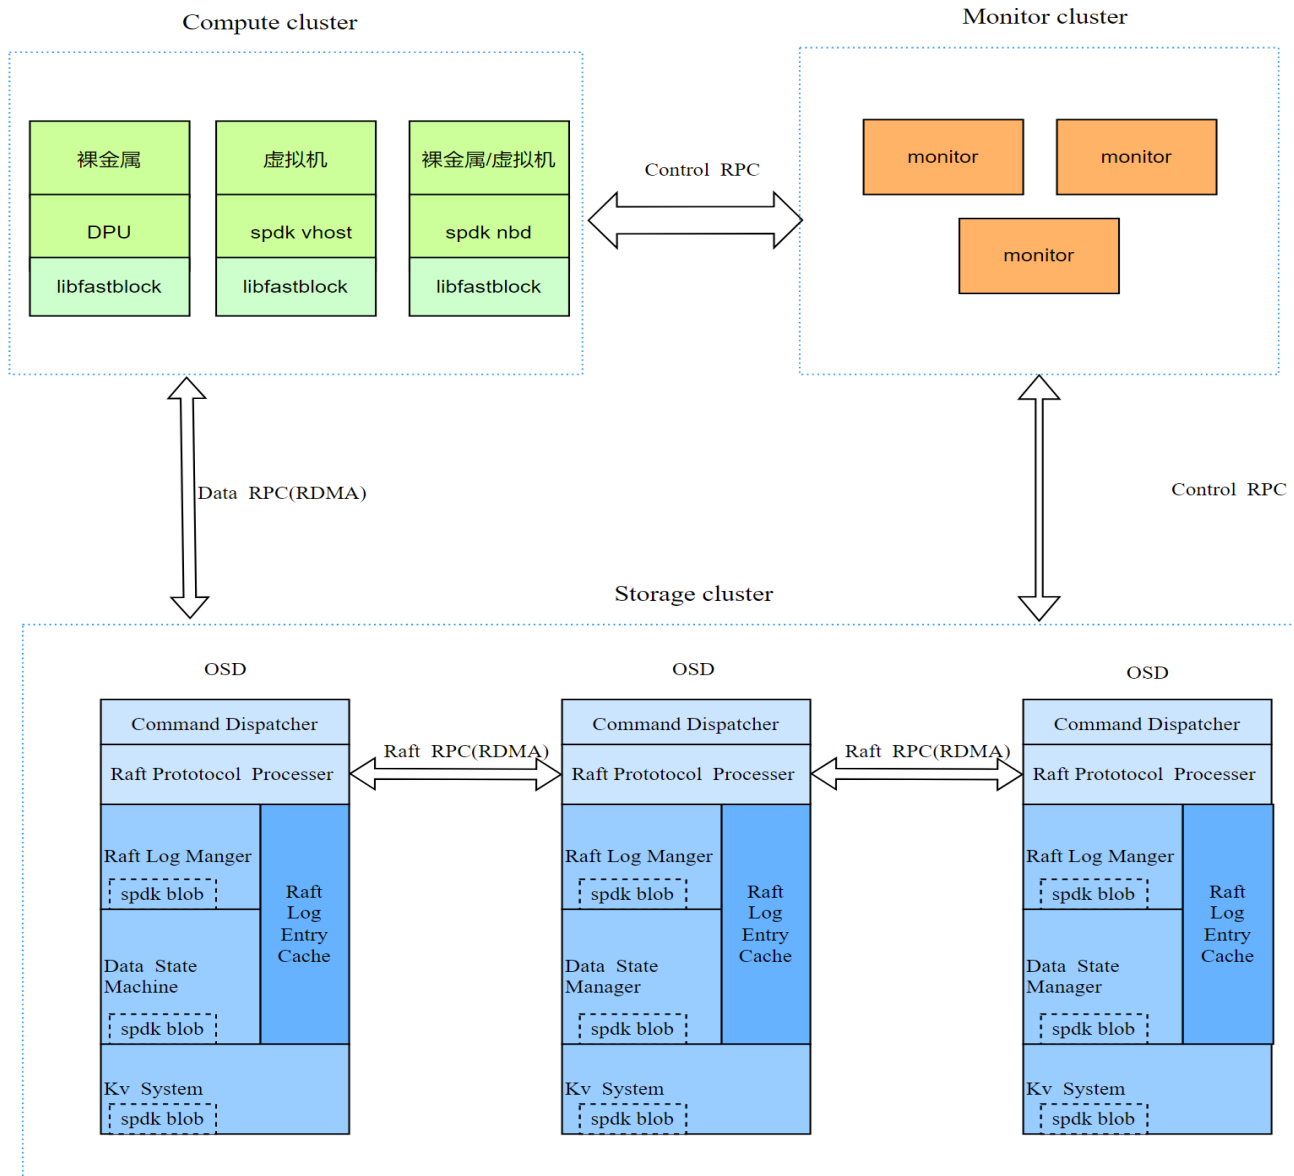 Compute cluster
Monitor cluster
裸金属
虚拟机
裸金属/虚拟机
DPU
spdk vhost
spdk nbd
libfastblock
libfastblock
libfastblock
Control RPC
monitor
monitor
monitor
Data RPC(RDMA)
Control RPC
Storage cluster
OSD
OSD
OSD
Command Dispatcher
Raft Prototocol Processer
Raft Log Manger
spdk blob
Data State
Machine
spdk blob
Raft
Log
Entry
Cache
Kv System
spdk blob
Raft RPC(RDMA)
Command Dispatcher
Raft Prototocol Processer
Raft Log Manger
spdk blob
Data State
Manager
spdk blob
Raft
Log
Entry
Cache
Kv System
spdk blob
Raft RPC(RDMA)
Command Dispatcher
Raft Prototocol Processer
Raft Log Manger
spdk blob
Data State
Manager
spdk blob
Raft
Log
Entry
Cache
Kv System
spdk blob